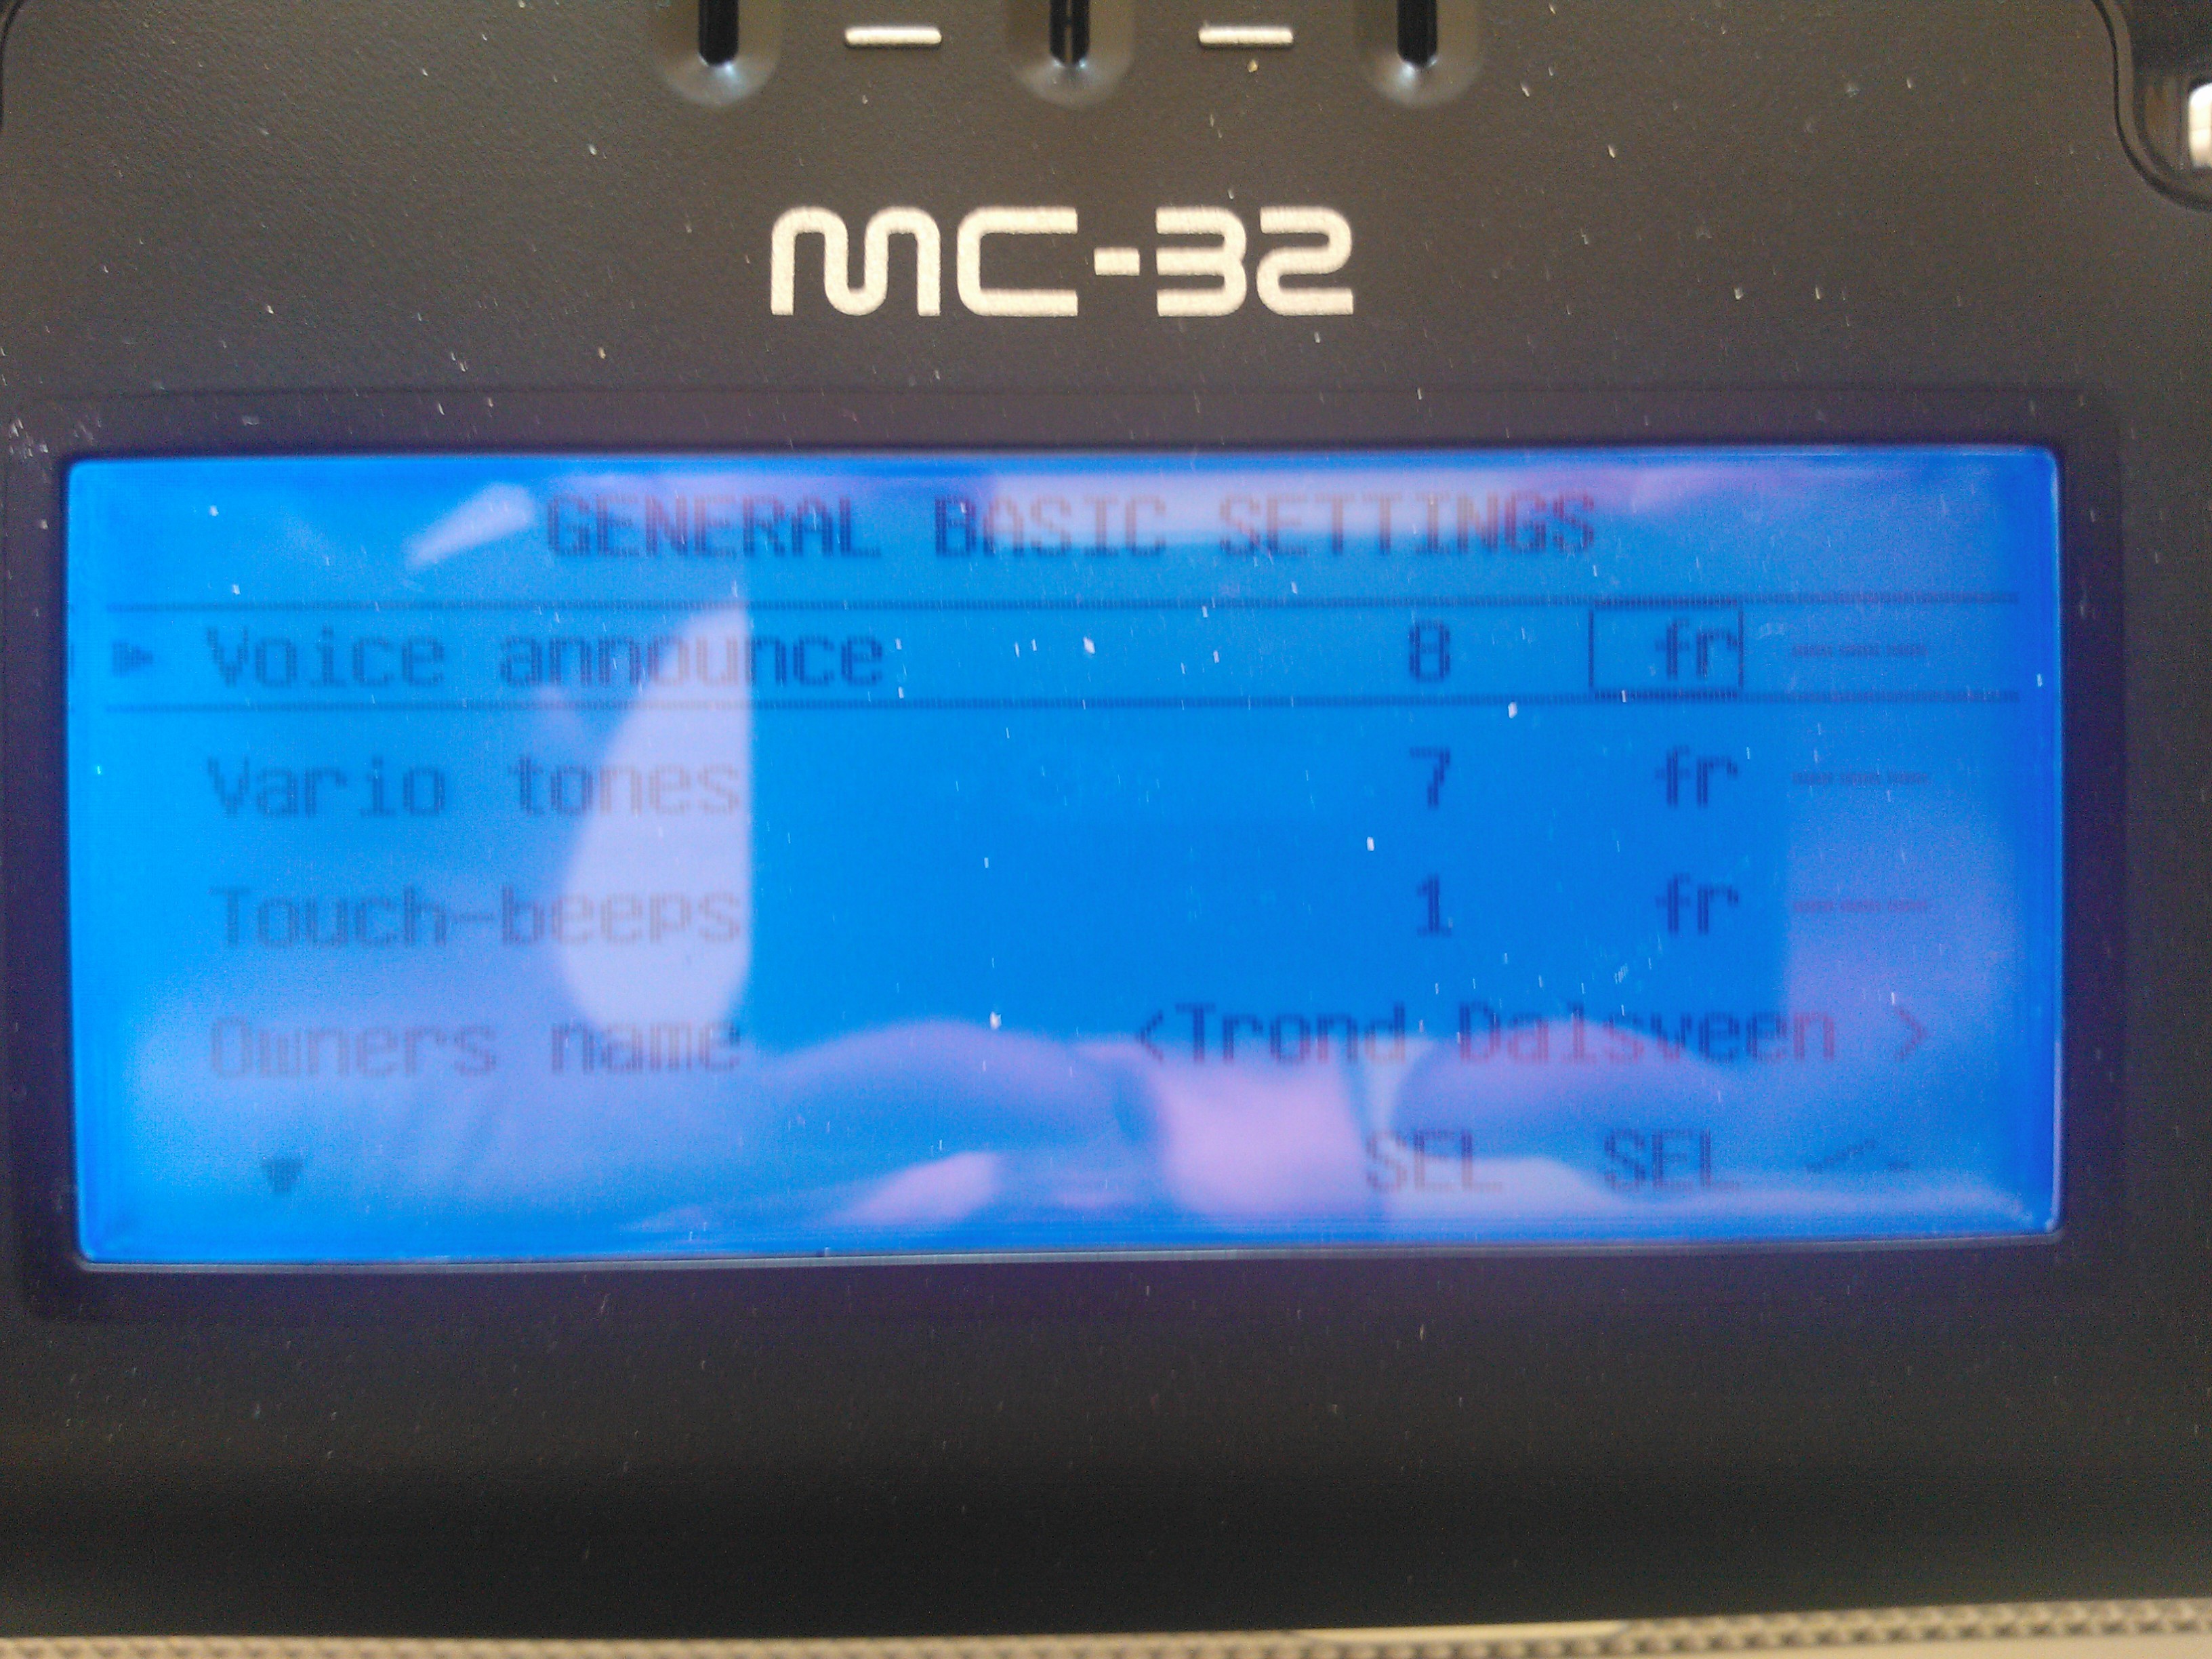 MC-32
GENERAL BASIC SETTINGS
Voice announce 8 fr ---
Vario tones 7 fr ---
Touch-beeps 1 fr ---
Owners name <Trond Dalsveen >
SEL SEL